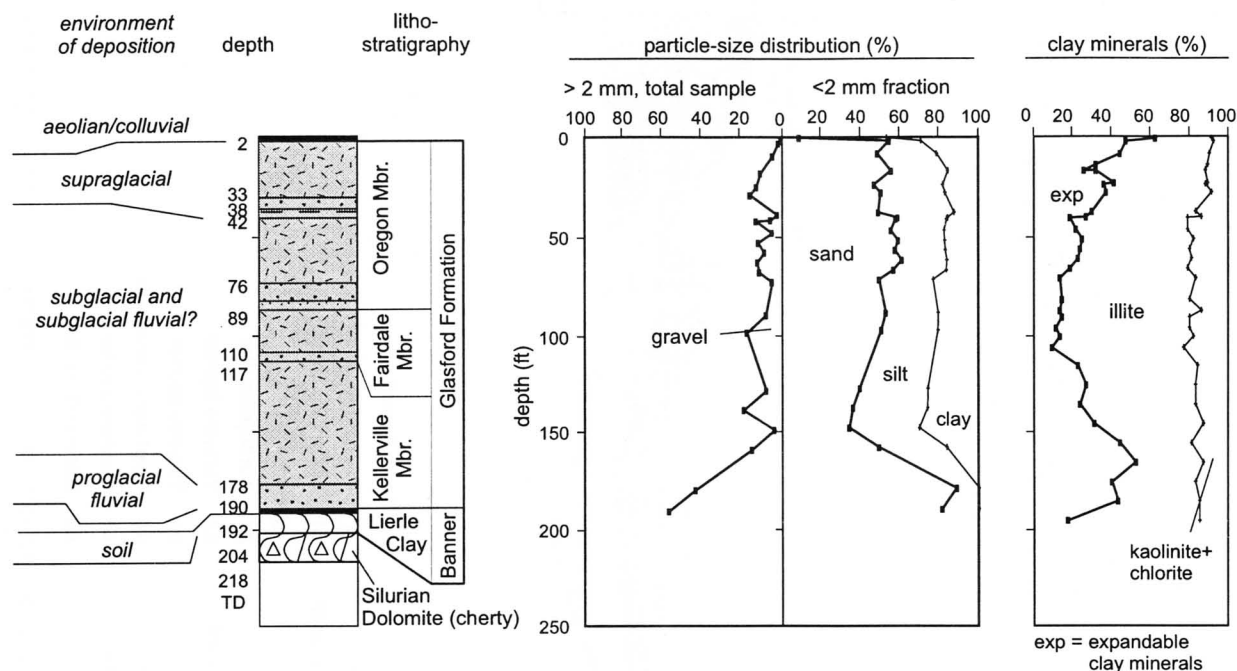 environment
of deposition
depth
litho-
stratigraphy
aeolian/colluvial
supraglacial
subglacial and
subglacial fluvial?
proglacial
fluvial
soil
2
33
38
42
76
89
110
117
178
190
192
204
218
TD
Oregon Mbr.
Fairdale
Mbr.
Kellerville
Mbr.
Glasford Formation
Lierle
Clay
Banner
Silurian
Dolomite (cherty)
particle-size distribution (%)
> 2 mm, total sample
<2 mm fraction
100 80 60 40 20 0
20 40 60 80 100
depth (ft)
0
50
100
150
200
250
gravel
sand
silt
clay
clay minerals (%)
0 20 40 60 80 100
exp
illite
kaolinite+
chlorite
exp = expandable
clay minerals